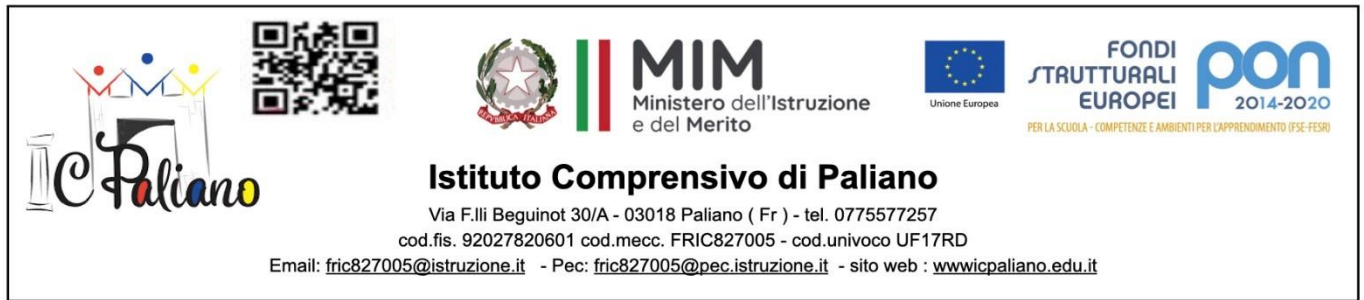 IC Paliano
REPVBBLICA ITALIANA
MIM
Ministero dell'Istruzione
e del Merito
Unione Europea
FONDI
STRUTTURALI
EUROPEI
pon
2014-2020
PER LA SCUOLA - COMPETENZE E AMBIENTI PER L'APPRENDIMENTO (FSE-FESR)
Istituto Comprensivo di Paliano
Via F.lli Beguinot 30/A - 03018 Paliano ( Fr ) - tel. 0775577257
cod.fis. 92027820601 cod.mecc. FRIC827005 - cod.univoco UF17RD
Email: fric827005@istruzione.it - Pec: fric827005@pec.istruzione.it - sito web : wwwicpaliano.edu.it